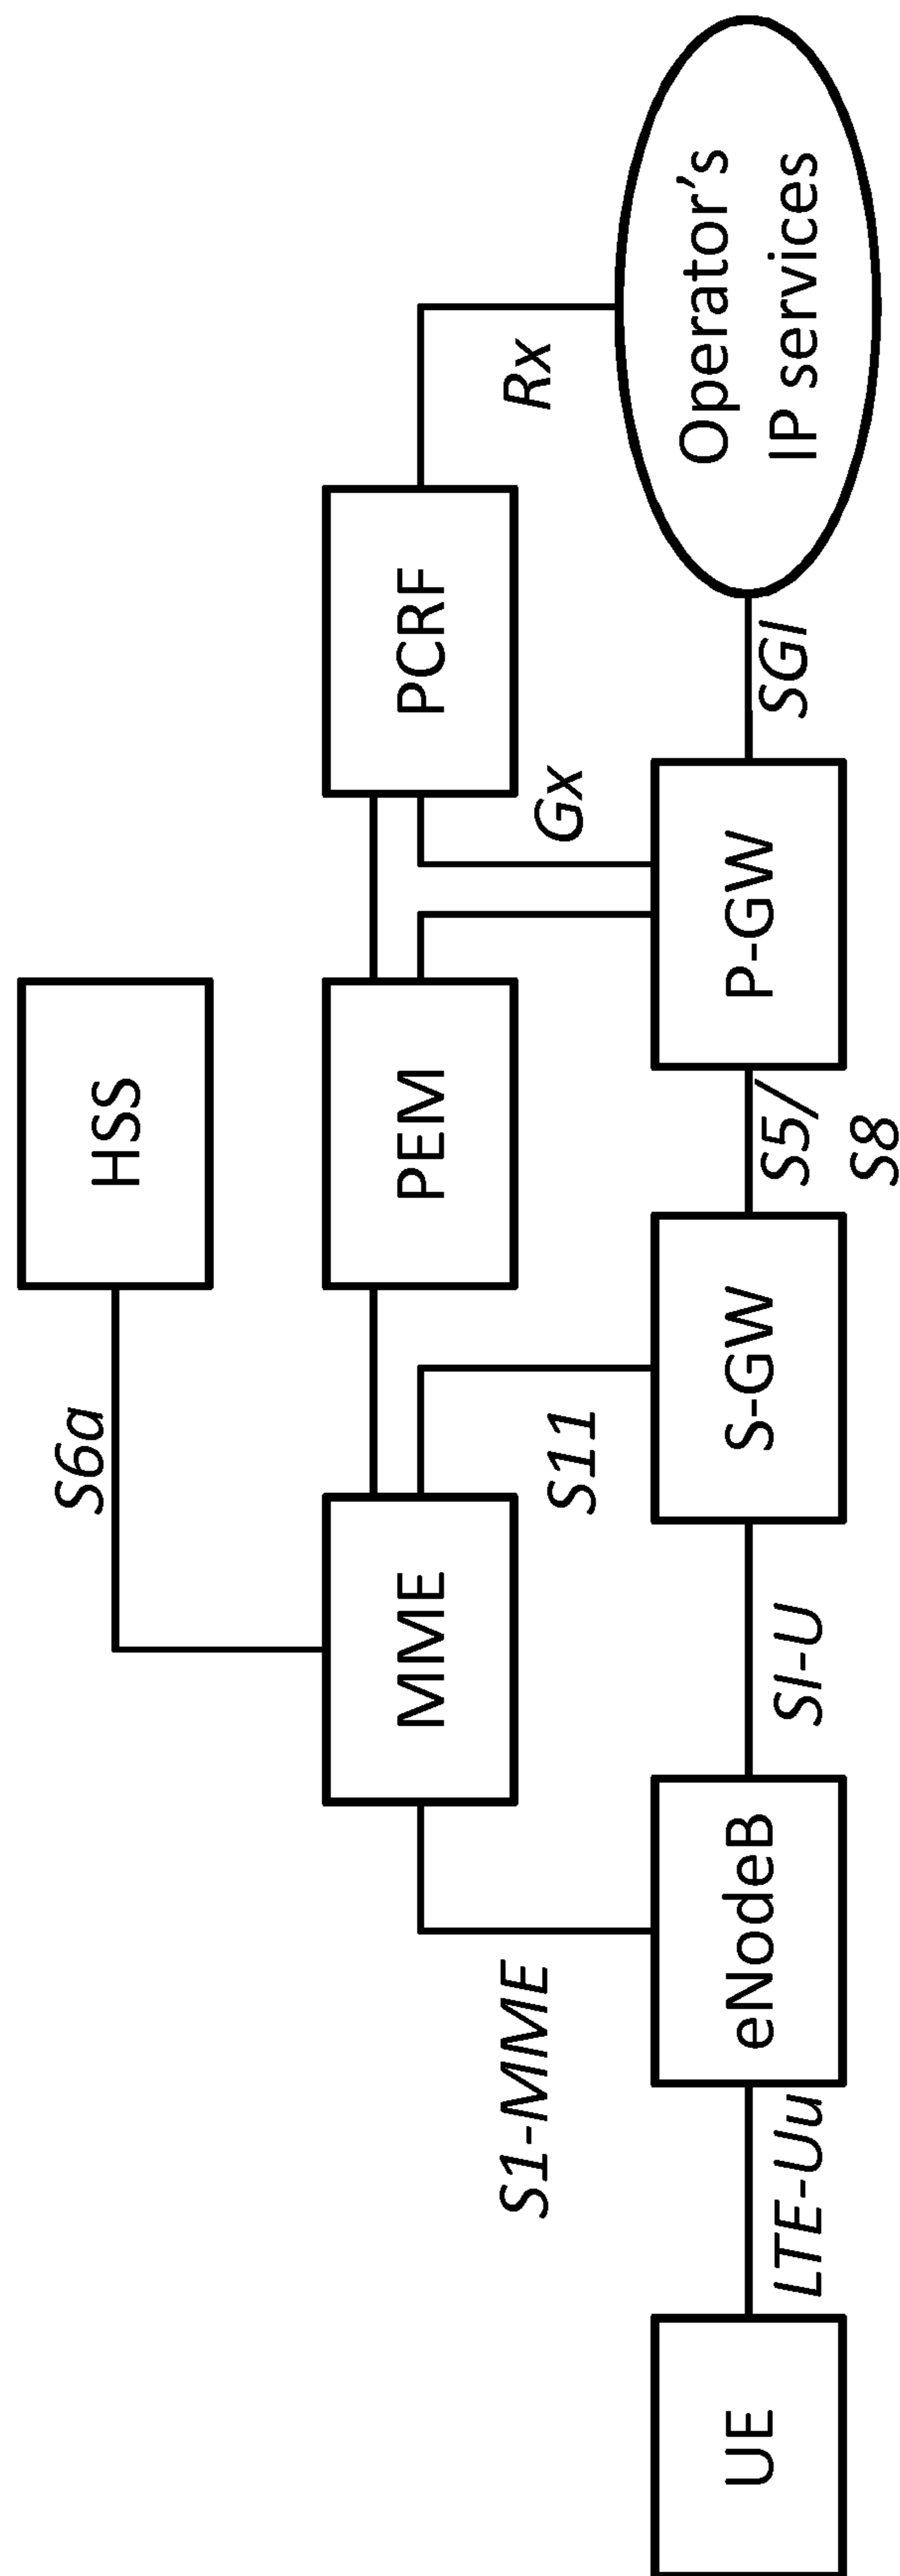 HSS
S6a
MME
PEM
PCRF
S1-MME
S11
Gx
Rx
UE
eNodeB
S-GW
P-GW
Operator’s
IP services
LTE-Uu
SI-U
S5/
S8
SGI